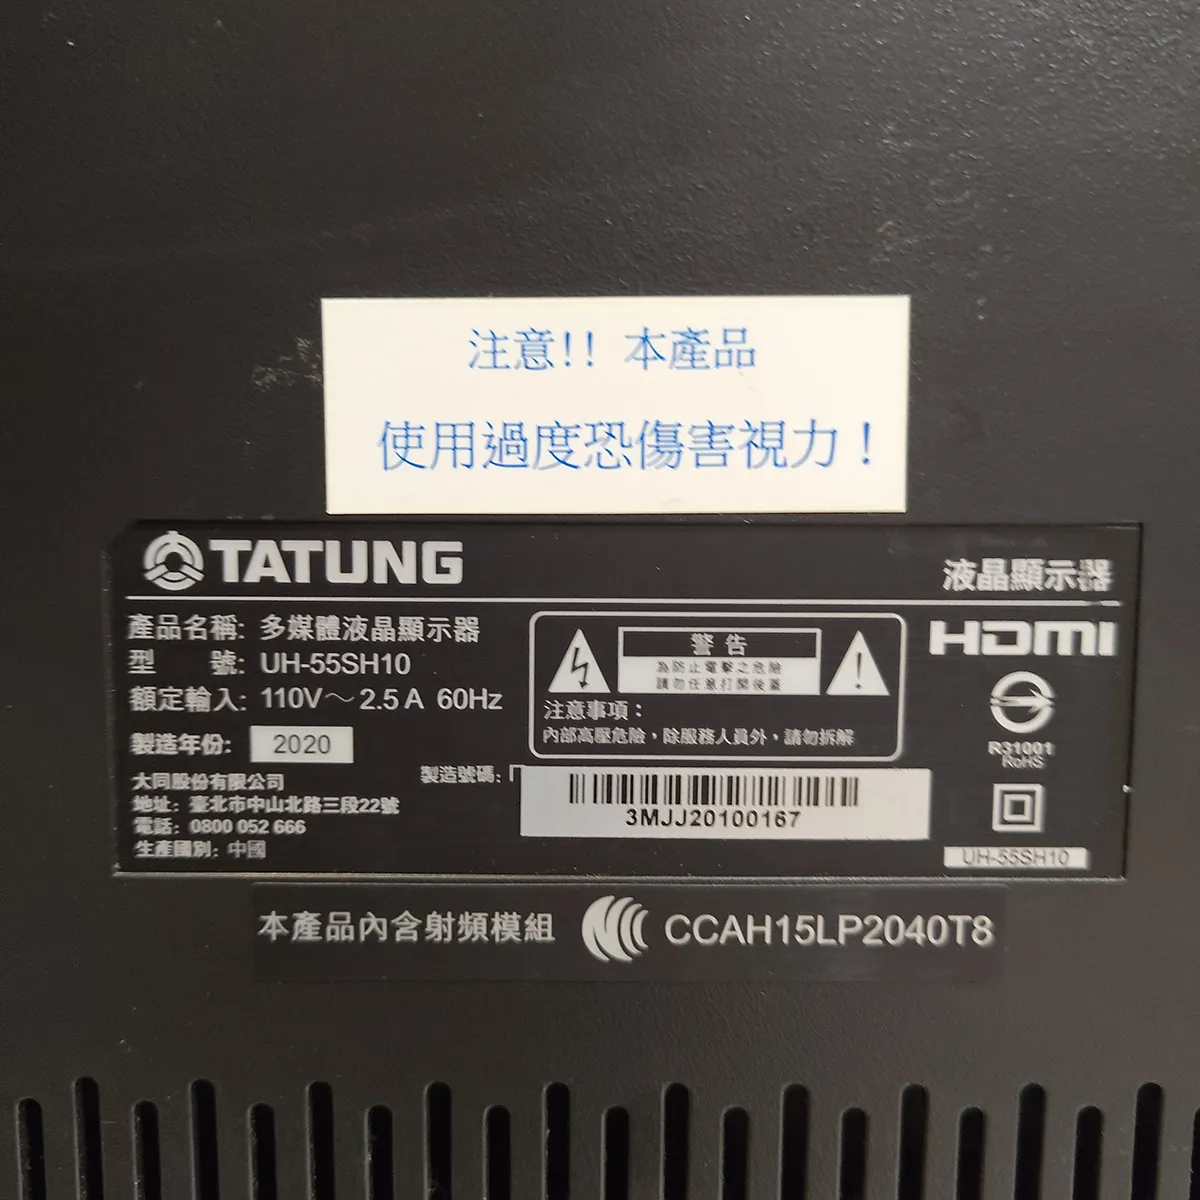 注意!! 本產品
使用過度恐傷害視力！
TATUNG
液晶顯示器
產品名稱: 多媒體液晶顯示器
型 號: UH-55SH10
額定輸入: 110V～2.5A 60Hz
製造年份: 2020
大同股份有限公司
地址: 臺北市中山北路三段22號
電話: 0800 052 666
生產國別: 中國
警告
為防止電擊之危險
請勿任意打開後蓋
注意事項：
內部高壓危險，除服務人員外，請勿拆解
製造號碼:
3MJJ20100167
HDMI
R31001
RoHS
UH-55SH10
本產品內含射頻模組 CCAH15LP2040T8